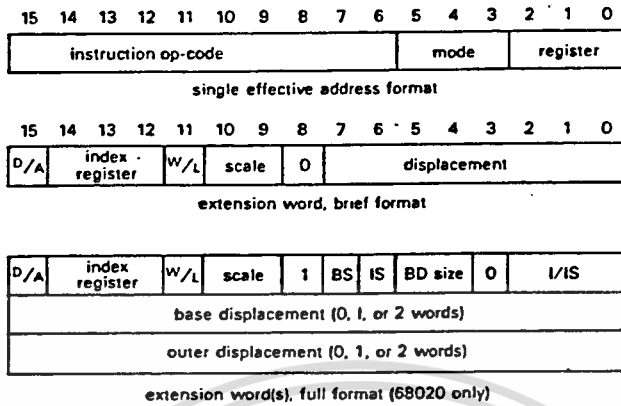 15 14 13 12 11 10 9 8 7 6 5 4 3 2 1 0
instruction op-code mode register
single effective address format
15 14 13 12 11 10 9 8 7 6 5 4 3 2 1 0
D/A index register W/L scale 0 displacement
extension word, brief format
D/A index register W/L scale 1 BS IS BD size 0 I/IS
base displacement (0, I, or 2 words)
outer displacement (0, 1, or 2 words)
extension word(s), full format (68020 only)